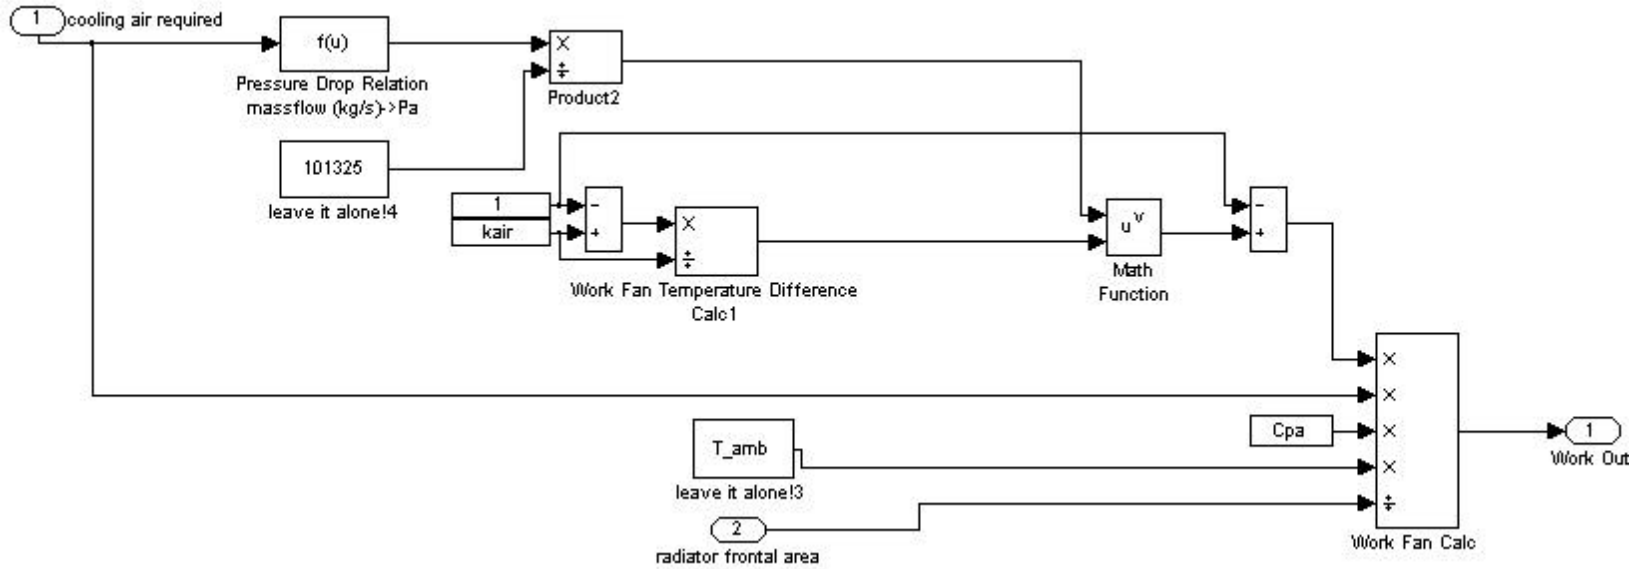 1
cooling air required
f(u)
Pressure Drop Relation
massflow (kg/s)->Pa
×
÷
Product2
101325
leave it alone!4
1
kair
−
+
×
÷
Work Fan Temperature Difference
Calc1
u^v
Math
Function
−
+
×
×
×
×
÷
Work Fan Calc
Cpa
T_amb
leave it alone!3
2
radiator frontal area
1
Work Out